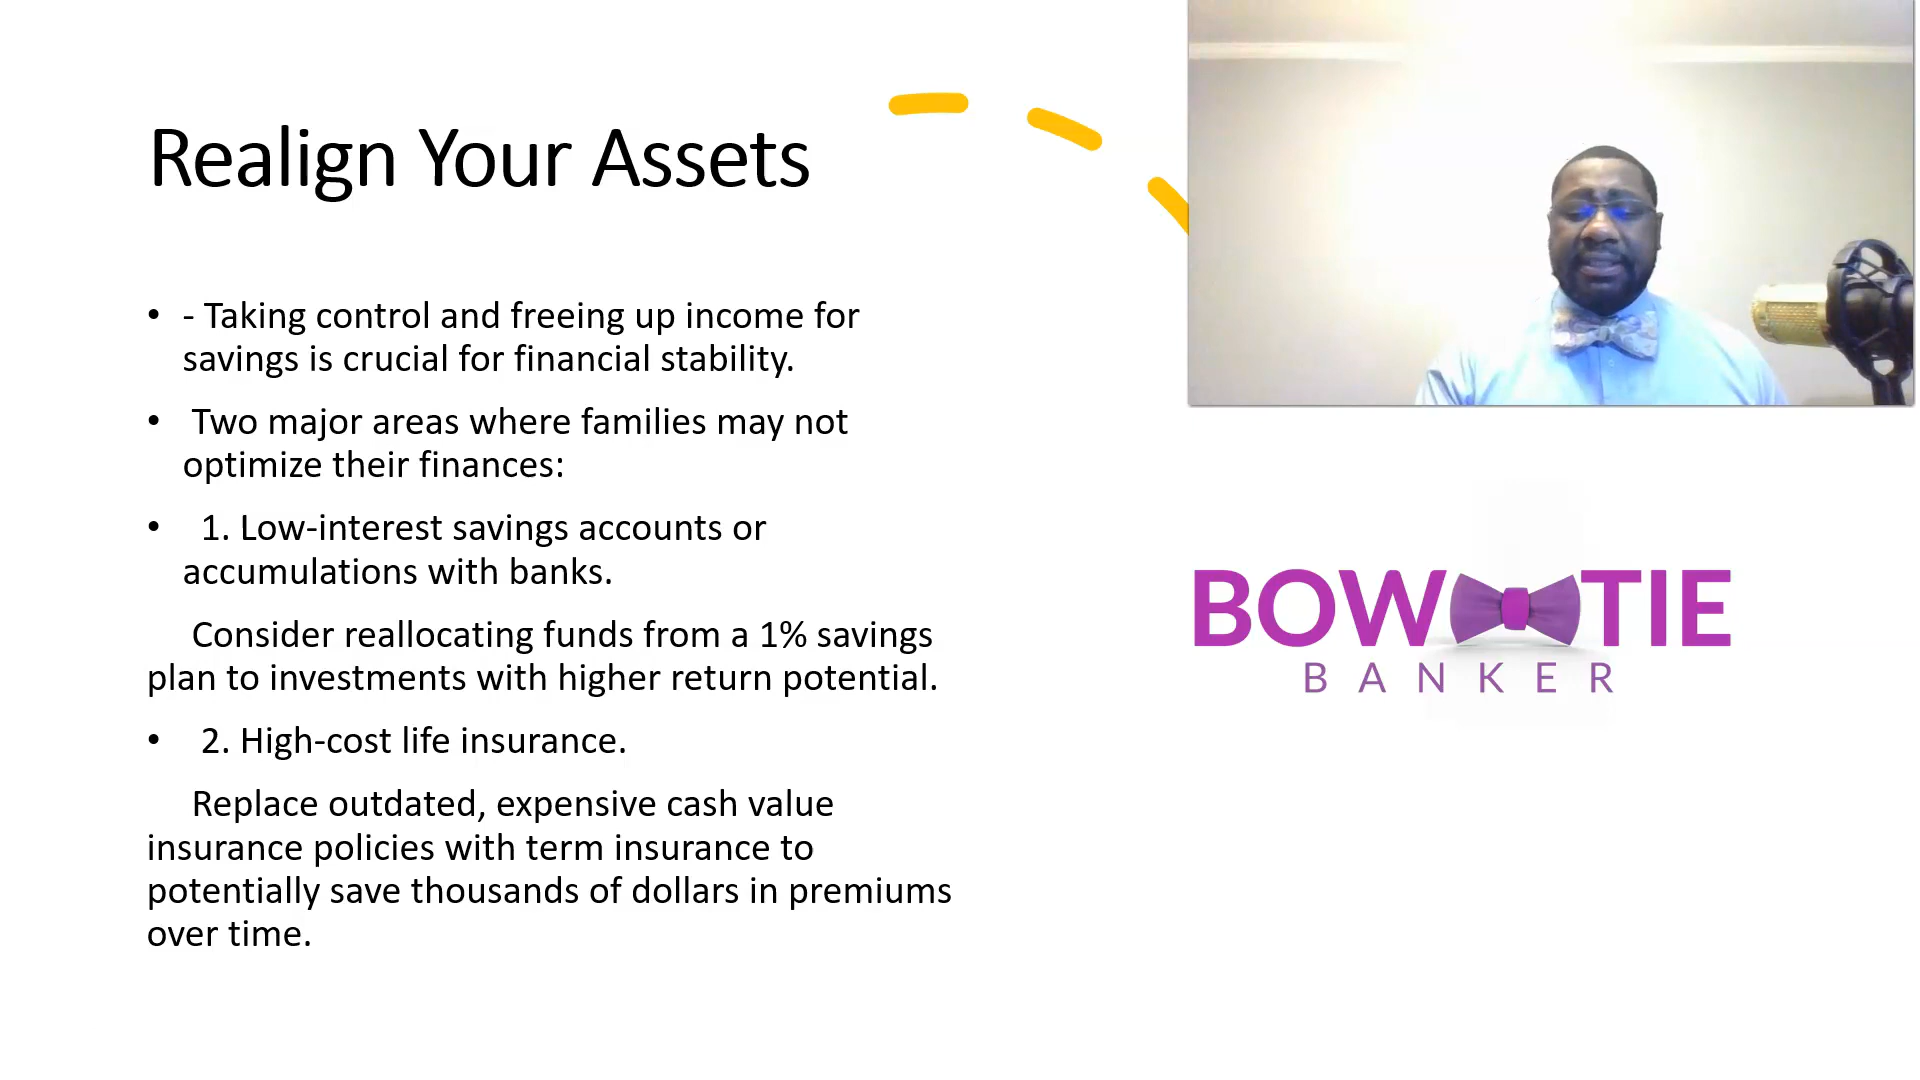 Realign Your Assets
• - Taking control and freeing up income for
savings is crucial for financial stability.
• Two major areas where families may not
optimize their finances:
• 1. Low-interest savings accounts or
accumulations with banks.
Consider reallocating funds from a 1% savings
plan to investments with higher return potential.
• 2. High-cost life insurance.
Replace outdated, expensive cash value
insurance policies with term insurance to
potentially save thousands of dollars in premiums
over time.
BOW TIE
BANKER